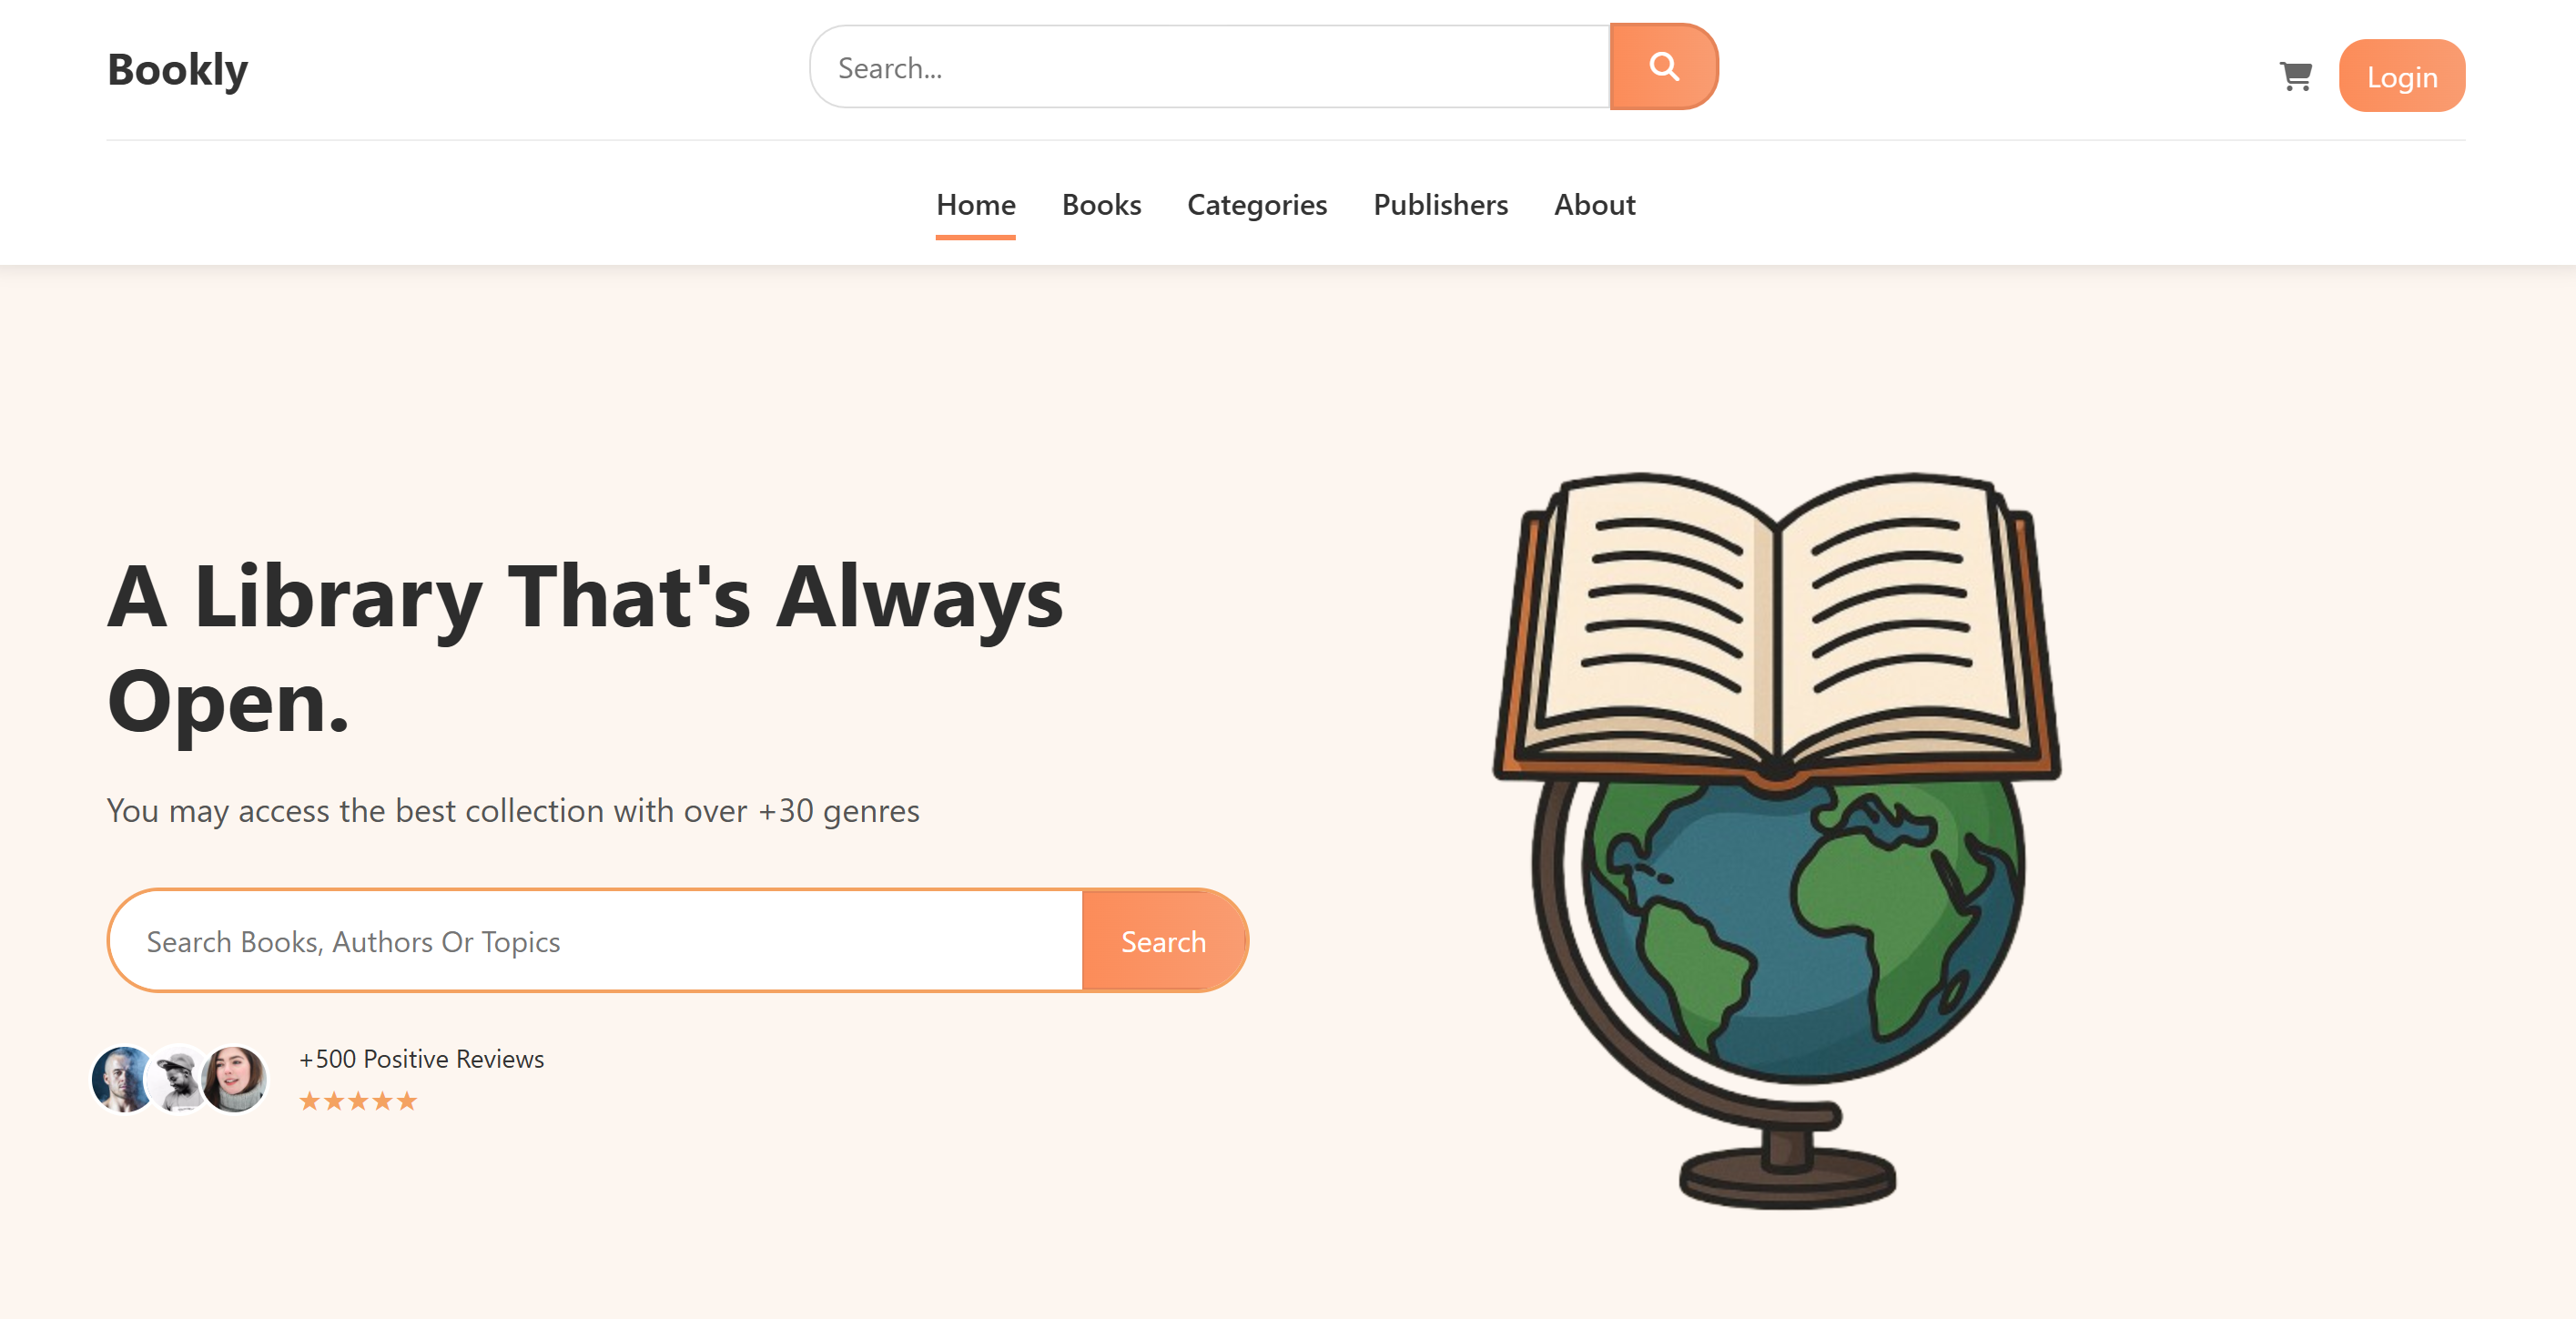 Bookly
Search...
Login
Home Books Categories Publishers About
A Library That's Always
Open.
You may access the best collection with over +30 genres
Search Books, Authors Or Topics
Search
+500 Positive Reviews
★★★★★